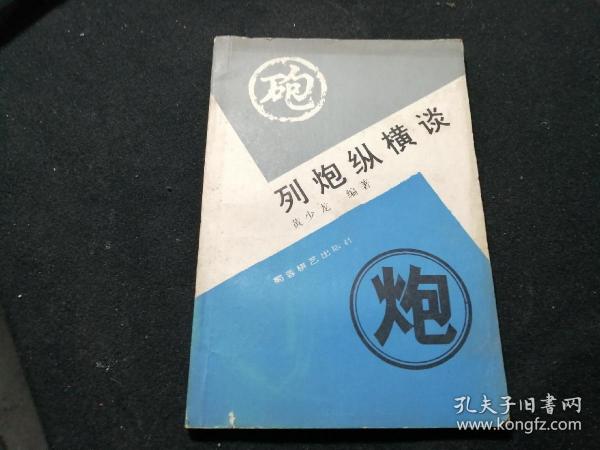 砲
列炮纵横谈
黄少龙 编著
蜀蓉棋艺出版社
炮
孔夫子旧书网
www.kongfz.com